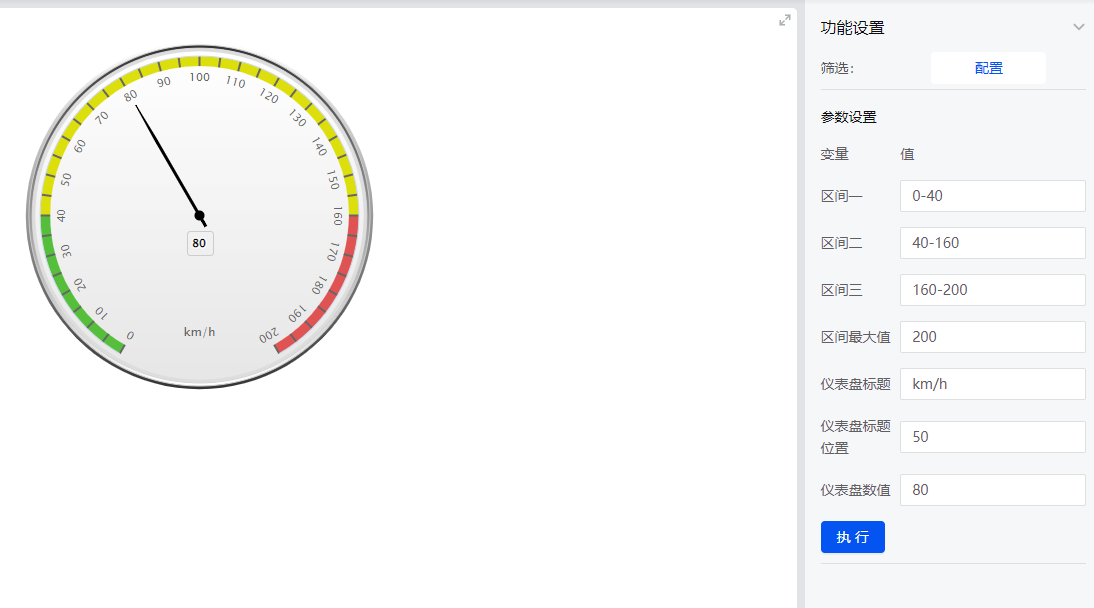 0
10
20
30
40
50
60
70
80
90
100
110
120
130
140
150
160
170
180
190
200
80
km/h
功能设置
筛选:
配置
参数设置
变量 值
区间一 0-40
区间二 40-160
区间三 160-200
区间最大值 200
仪表盘标题 km/h
仪表盘标题
位置 50
仪表盘数值 80
执 行